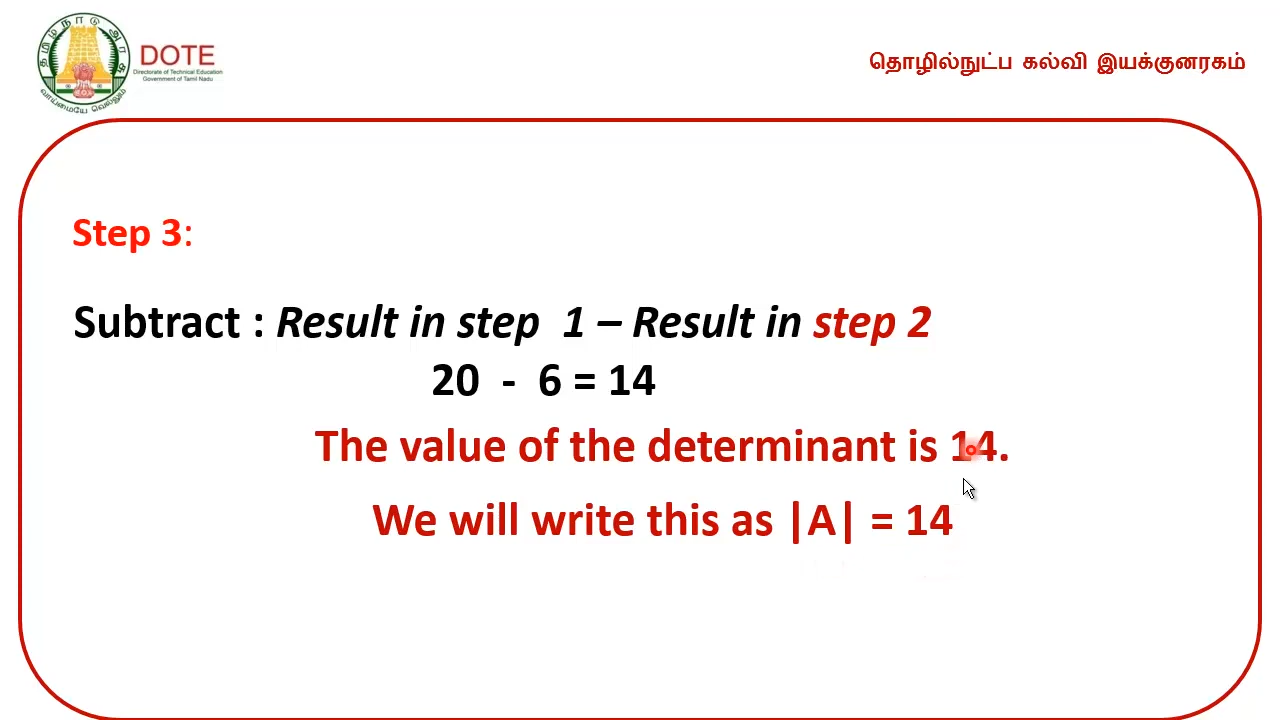 தமிழ்நாடு அரசு
வாய்மையே வெல்லும்
DOTE
Directorate of Technical Education
Government of Tamil Nadu
தொழில்நுட்ப கல்வி இயக்குனரகம்
Step 3:
Subtract : Result in step 1 – Result in step 2
20 - 6 = 14
The value of the determinant is 14.
We will write this as |A| = 14